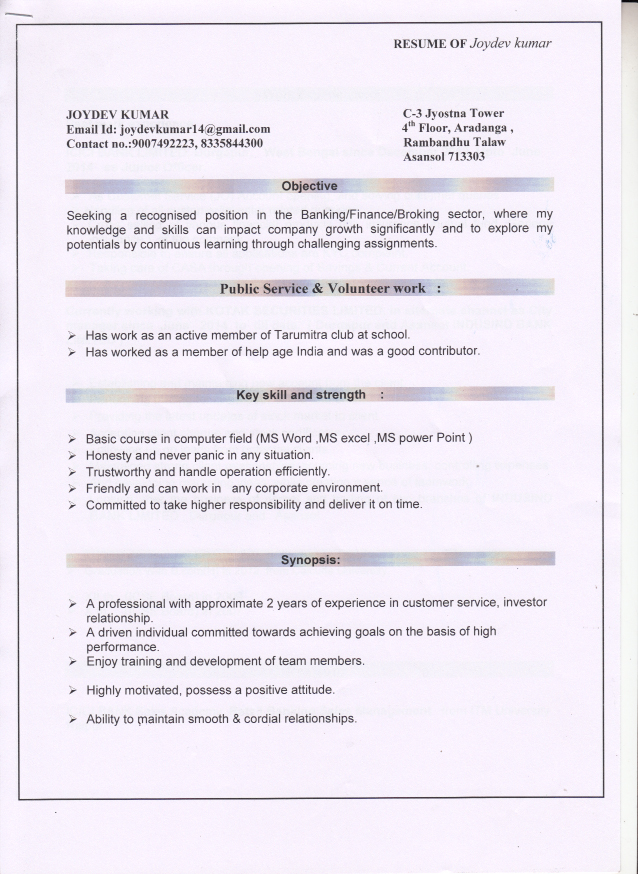 RESUME OF Joydev kumar
JOYDEV KUMAR
Email Id: joydevkumar14@gmail.com
Contact no.:9007492223, 8335844300
C-3 Jyostna Tower
4th Floor, Aradanga ,
Rambandhu Talaw
Asansol 713303
Objective
Seeking a recognised position in the Banking/Finance/Broking sector, where my
knowledge and skills can impact company growth significantly and to explore my
potentials by continuous learning through challenging assignments.
Public Service & Volunteer work :
➢ Has work as an active member of Tarumitra club at school.
➢ Has worked as a member of help age India and was a good contributor.
Key skill and strength :
➢ Basic course in computer field (MS Word ,MS excel ,MS power Point )
➢ Honesty and never panic in any situation.
➢ Trustworthy and handle operation efficiently.
➢ Friendly and can work in any corporate environment.
➢ Committed to take higher responsibility and deliver it on time.
Synopsis:
➢ A professional with approximate 2 years of experience in customer service, investor
relationship.
➢ A driven individual committed towards achieving goals on the basis of high
performance.
➢ Enjoy training and development of team members.
➢ Highly motivated, possess a positive attitude.
➢ Ability to maintain smooth & cordial relationships.